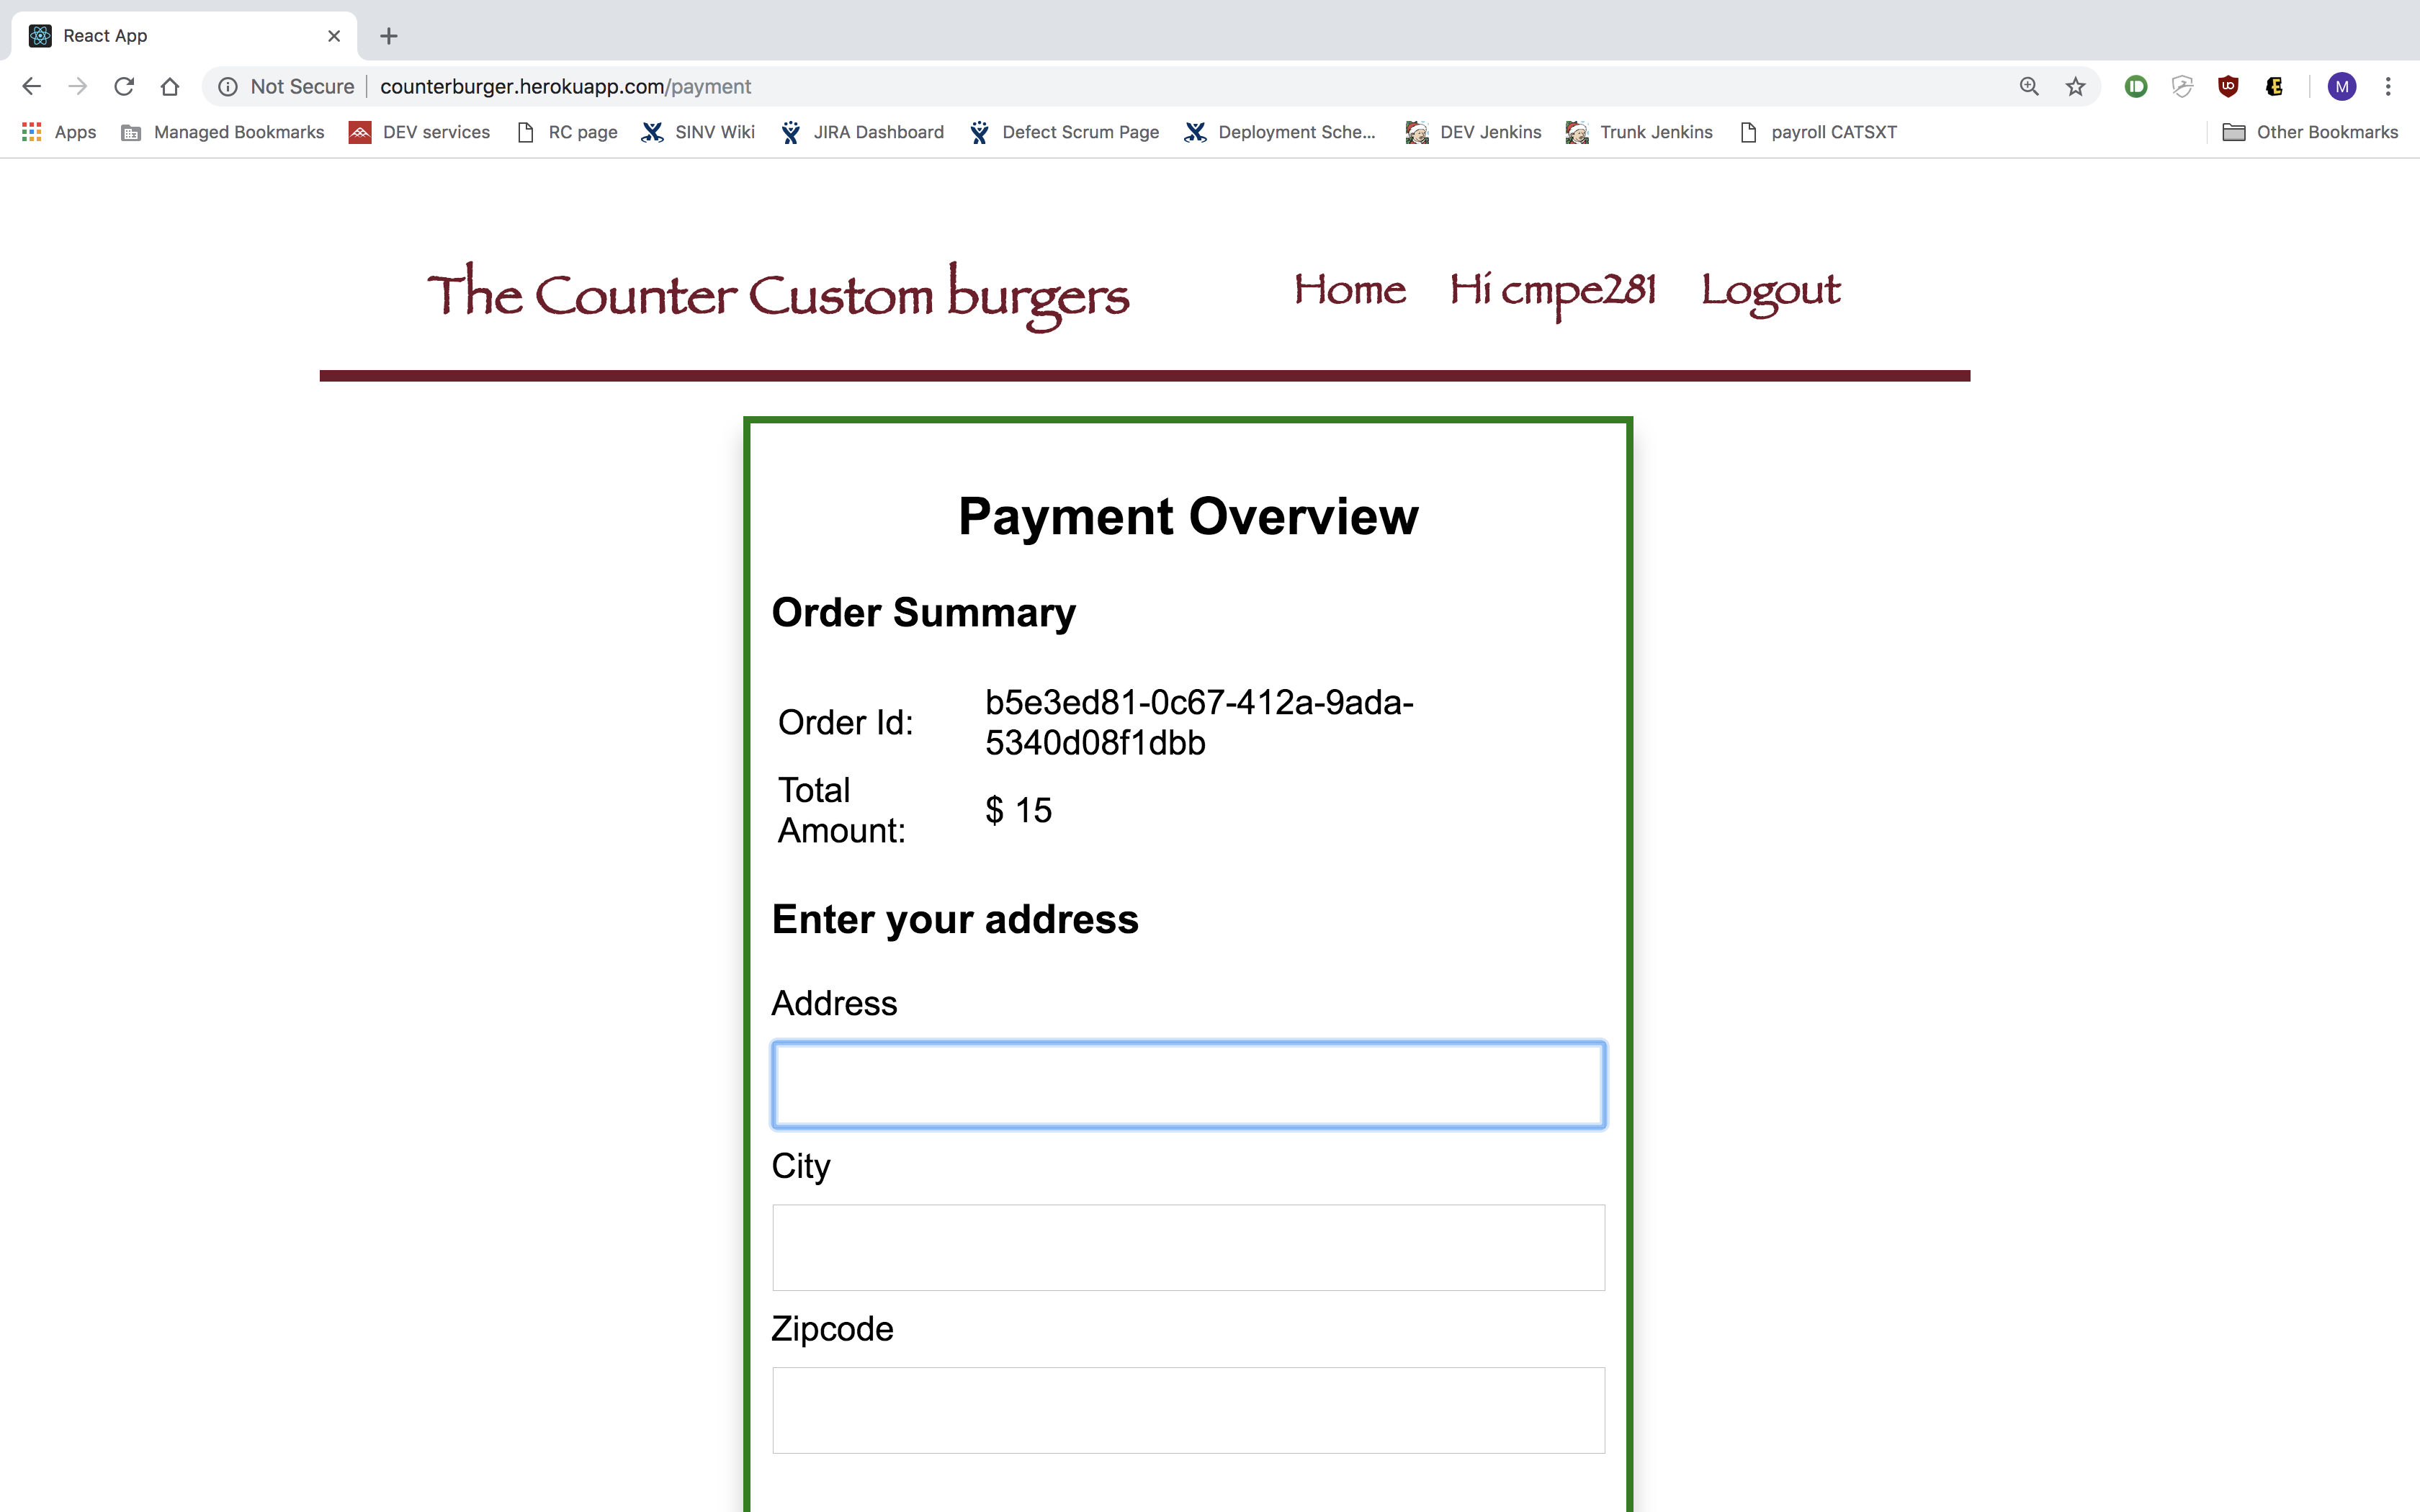 React App
Not Secure
counterburger.herokuapp.com/payment
M
Apps
Managed Bookmarks
DEV services
RC page
SINV Wiki
JIRA Dashboard
Defect Scrum Page
Deployment Sche...
DEV Jenkins
Trunk Jenkins
payroll CATSXT
Other Bookmarks
The Counter Custom burgers
Home
Hi cmpe281
Logout
Payment Overview
Order Summary
Order Id:
b5e3ed81-0c67-412a-9ada-
5340d08f1dbb
Total
Amount:
$ 15
Enter your address
Address
City
Zipcode